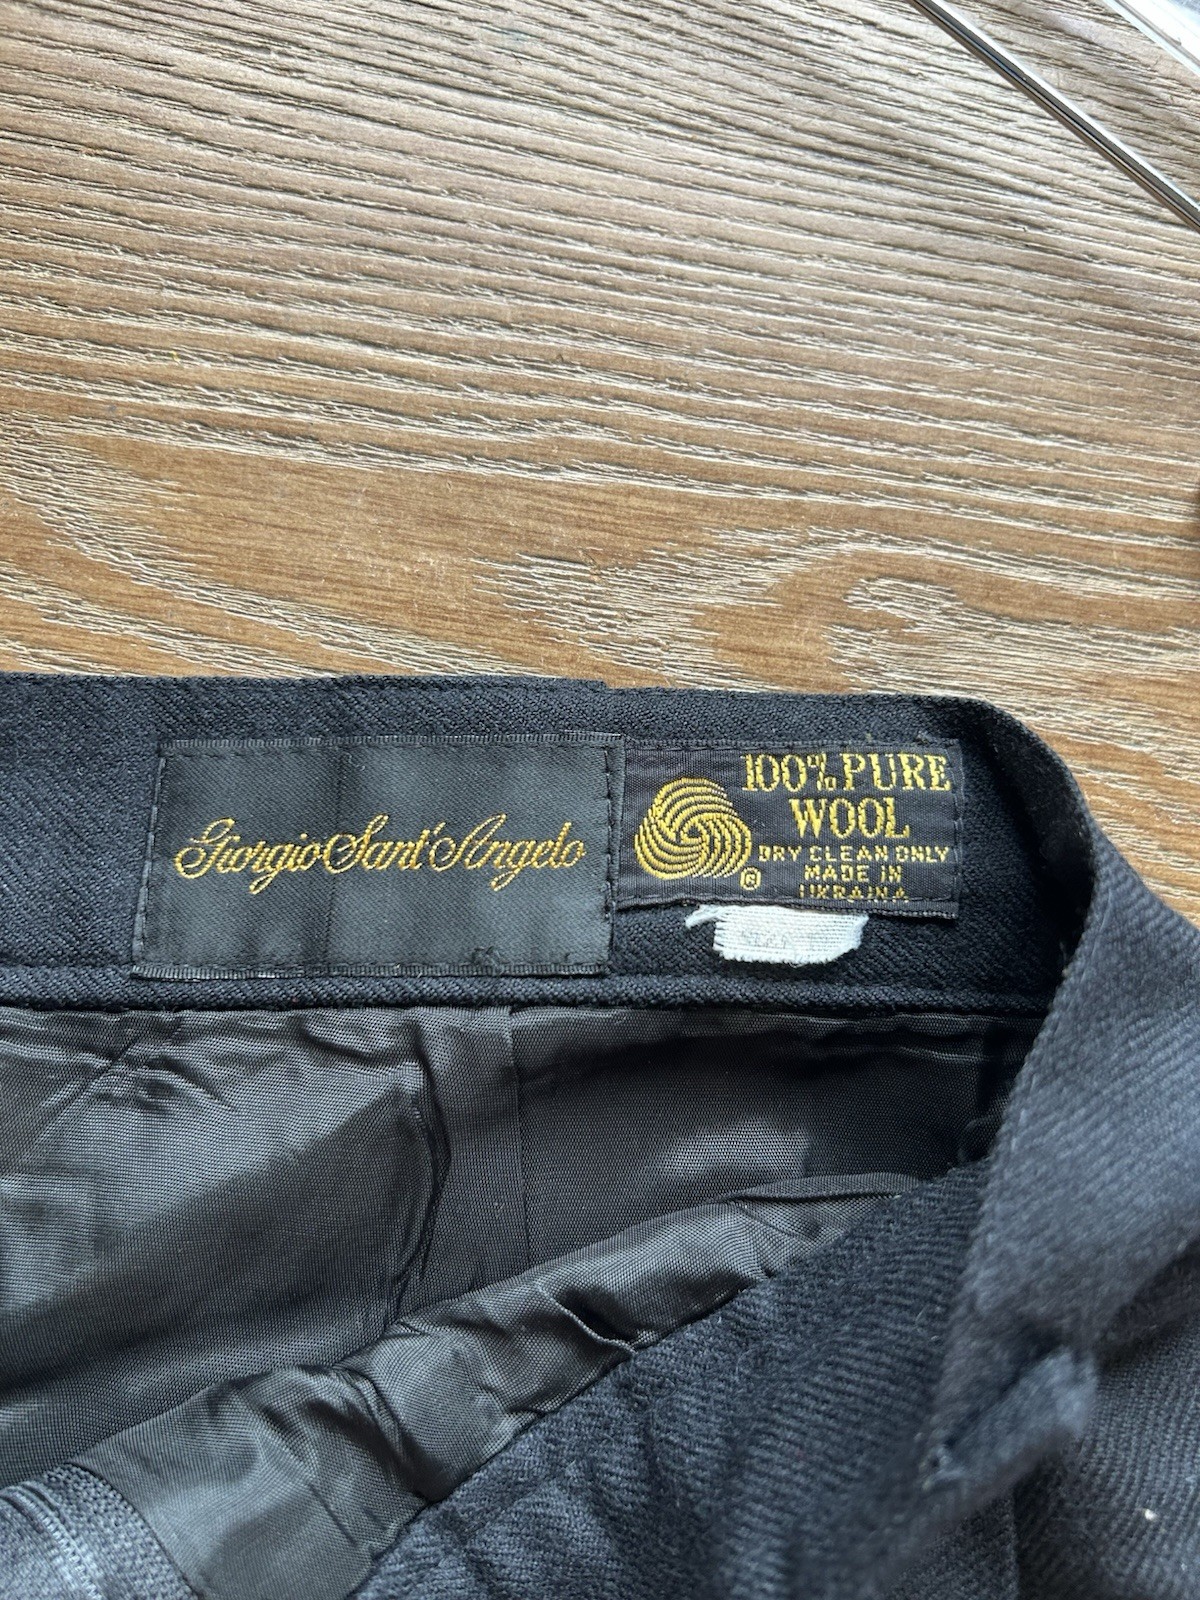 Giorgio Sant'Angelo
100% PURE
WOOL
DRY CLEAN ONLY
MADE IN
UKRAINA
®